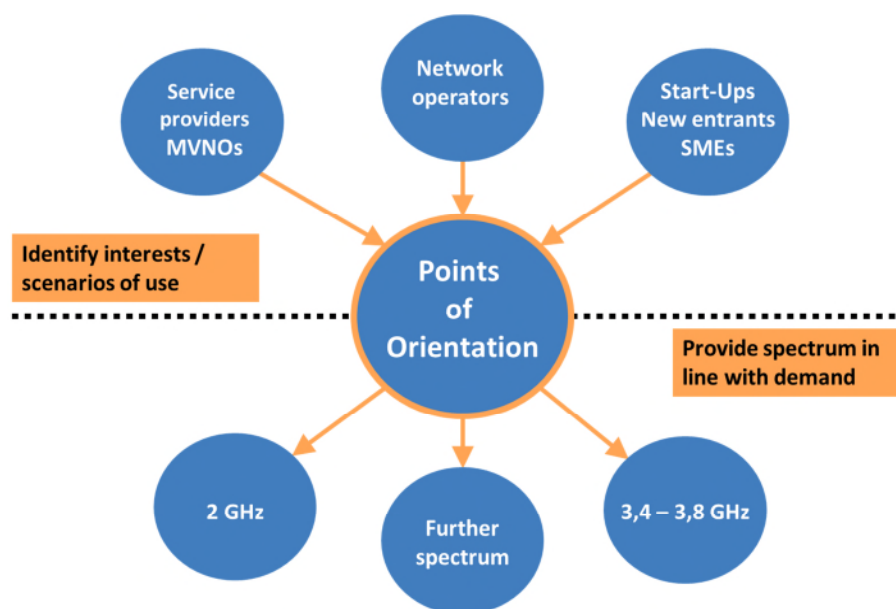 Service
providers
MVNOs
Network
operators
Start-Ups
New entrants
SMEs
Identify interests /
scenarios of use
Points
of
Orientation
Provide spectrum in
line with demand
2 GHz
Further
spectrum
3,4 – 3,8 GHz